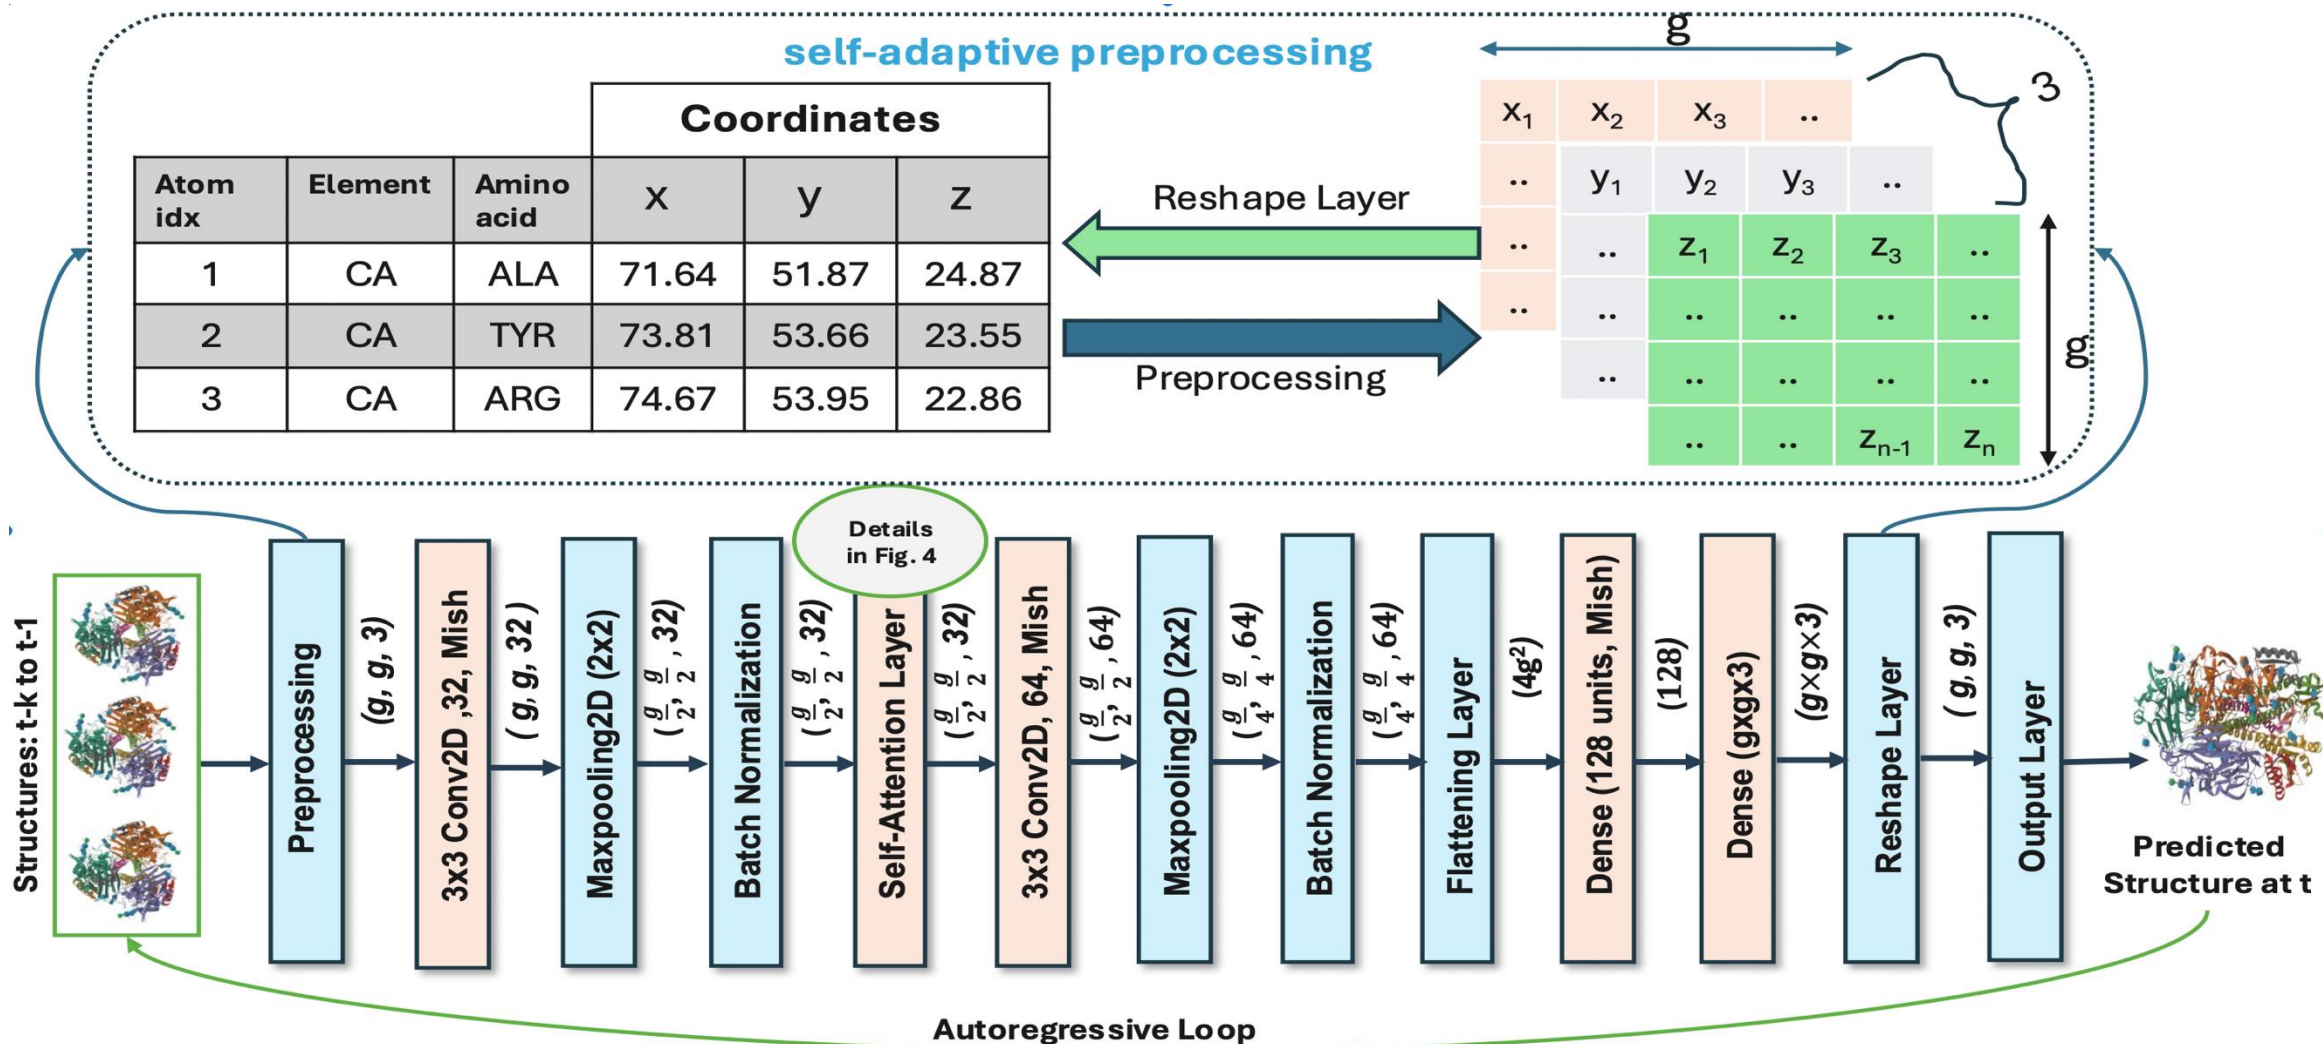 self-adaptive preprocessing
Coordinates
Atom idx Element Amino acid x y z
1 CA ALA 71.64 51.87 24.87
2 CA TYR 73.81 53.66 23.55
3 CA ARG 74.67 53.95 22.86
Reshape Layer
Preprocessing
g
3
x₁ x₂ x₃ ..
.. y₁ y₂ y₃ ..
.. .. z₁ z₂ z₃ ..
.. .. .. .. .. ..
.. .. .. .. ..
.. .. zₙ₋₁ zₙ
g
Details
in Fig. 4
Structures: t-k to t-1
Preprocessing
(g, g, 3)
3x3 Conv2D ,32, Mish
( g, g, 32 )
Maxpooling2D (2x2)
(g/2, g/2 , 32)
Batch Normalization
(g/2, g/2 , 32)
Self-Attention Layer
(g/2, g/2 , 32)
3x3 Conv2D, 64, Mish
(g/2, g/2 , 64)
Maxpooling2D (2x2)
(g/4, g/4 , 64)
Batch Normalization
(g/4, g/4 , 64)
Flattening Layer
(4g²)
Dense (128 units, Mish)
(128)
Dense (gxgx3)
(g×g×3)
Reshape Layer
( g, g, 3)
Output Layer
Predicted
Structure at t
Autoregressive Loop